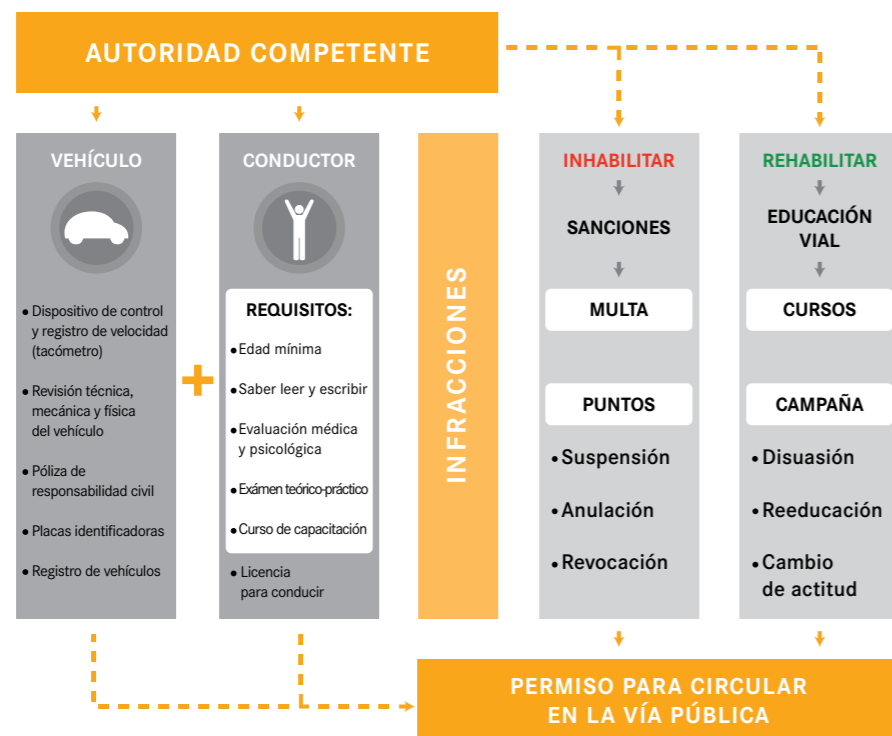 AUTORIDAD COMPETENTE
VEHÍCULO
• Dispositivo de control
y registro de velocidad
(tacómetro)
• Revisión técnica,
mecánica y física
del vehículo
• Póliza de
responsabilidad civil
• Placas identificadoras
• Registro de vehículos
+
CONDUCTOR
REQUISITOS:
• Edad mínima
• Saber leer y escribir
• Evaluación médica
y psicológica
• Exámen teórico-práctico
• Curso de capacitación
• Licencia
para conducir
INFRACCIONES
INHABILITAR
SANCIONES
MULTA
PUNTOS
• Suspensión
• Anulación
• Revocación
REHABILITAR
EDUCACIÓN
VIAL
CURSOS
CAMPAÑA
• Disuasión
• Reeducación
• Cambio
de actitud
PERMISO PARA CIRCULAR
EN LA VÍA PÚBLICA